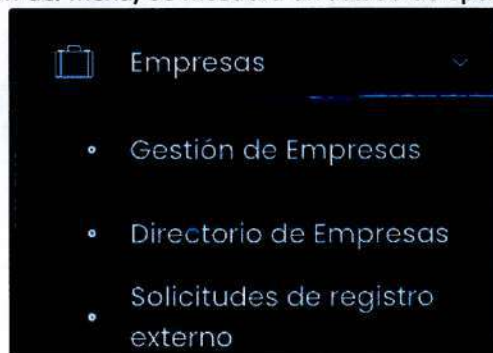 Empresas
Gestión de Empresas
Directorio de Empresas
Solicitudes de registro
externo